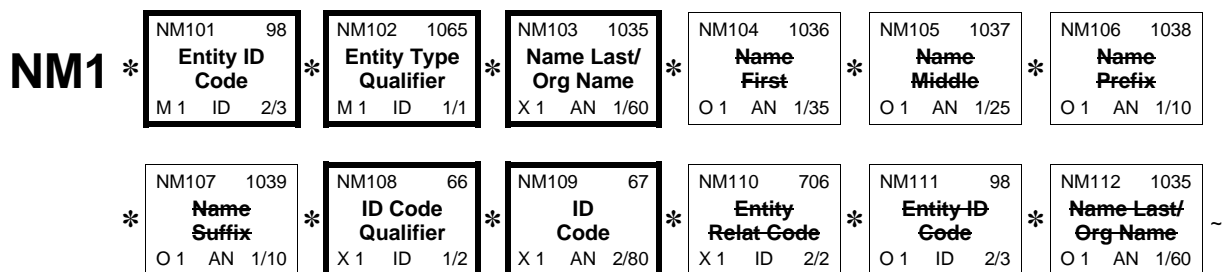 NM101 98 NM102 1065 NM103 1035 NM104 1036 NM105 1037 NM106 1038
NM1 * Entity ID Code * Entity Type Qualifier * Name Last/ Org Name * Name First * Name Middle * Name Prefix
M 1 ID 2/3 M 1 ID 1/1 X 1 AN 1/60 O 1 AN 1/35 O 1 AN 1/25 O 1 AN 1/10
NM107 1039 NM108 66 NM109 67 NM110 706 NM111 98 NM112 1035
* Name Suffix * ID Code Qualifier * ID Code * Entity Relat Code * Entity ID Code * Name Last/ Org Name ~
O 1 AN 1/10 X 1 ID 1/2 X 1 AN 2/80 X 1 ID 2/2 O 1 ID 2/3 O 1 AN 1/60